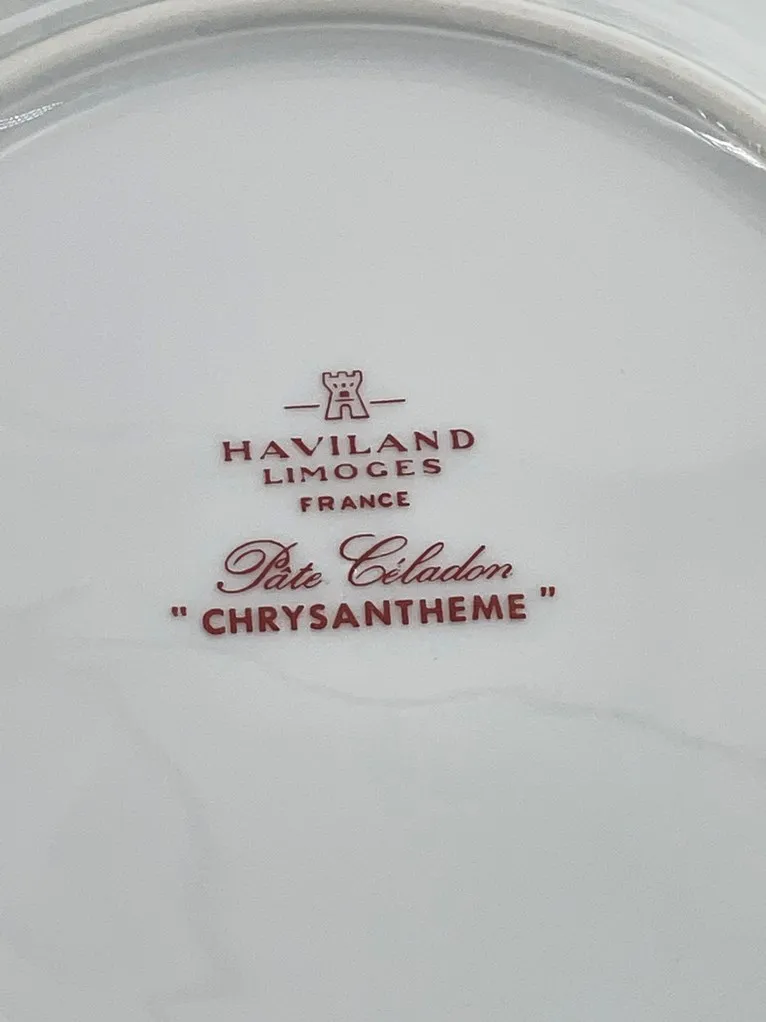 HAVILAND
LIMOGES
FRANCE
Pâte Céladon
" CHRYSANTHEME "